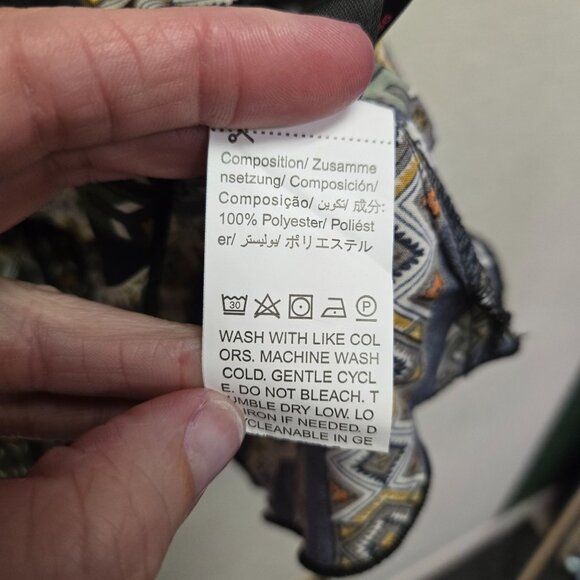 Composition/ Zusamme
nsetzung/ Composición/
Composição/ تكوين/ 成分:
100% Polyester/ Poliést
er/ بوليستر/ ポリエステル
30 P
WASH WITH LIKE COL
ORS. MACHINE WASH
COLD. GENTLE CYCL
E. DO NOT BLEACH. T
UMBLE DRY LOW. LO
IRON IF NEEDED. D
YCLEANABLE IN GE